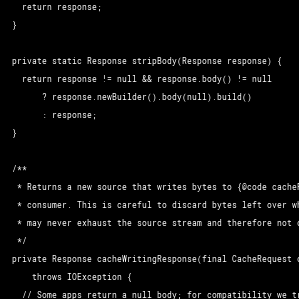 return response;
}
private static Response stripBody(Response response) {
return response != null && response.body() != null
? response.newBuilder().body(null).build()
: response;
}
/**
* Returns a new source that writes bytes to {@code
* consumer. This is careful to discard bytes left over
* may never exhaust the source stream and therefore not
*/
private Response cacheWritingResponse(final CacheRequest
throws IOException {
// Some apps return a null body; for compatibility we